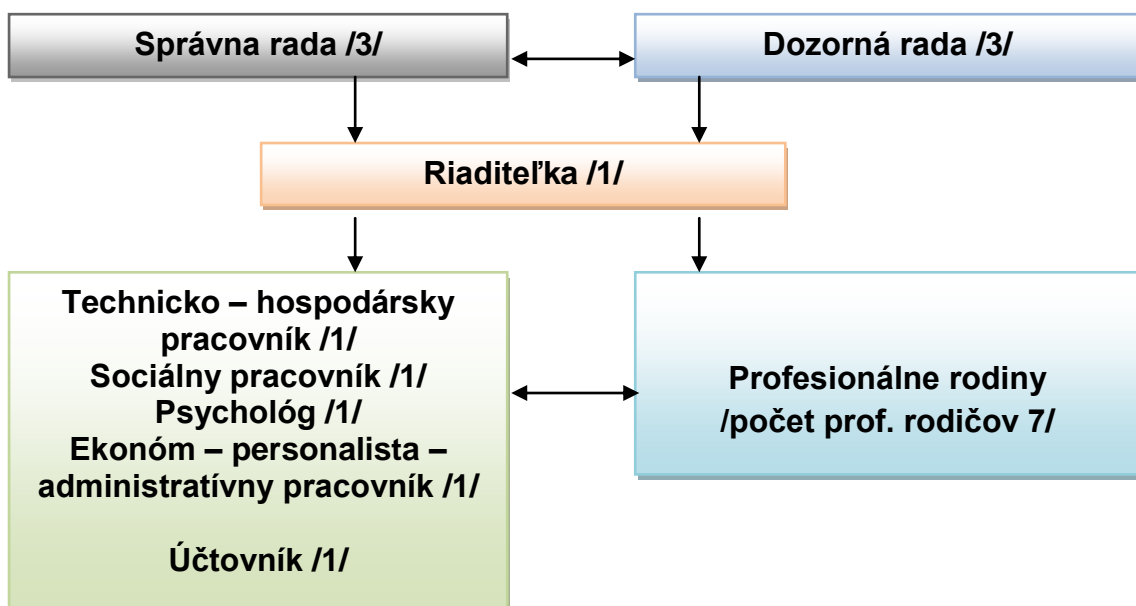 Správna rada /3/
Dozorná rada /3/
Riaditeľka /1/
Technicko – hospodársky
pracovník /1/
Sociálny pracovník /1/
Psychológ /1/
Ekonóm – personalista –
administratívny pracovník /1/
Účtovník /1/
Profesionálne rodiny
/počet prof. rodičov 7/